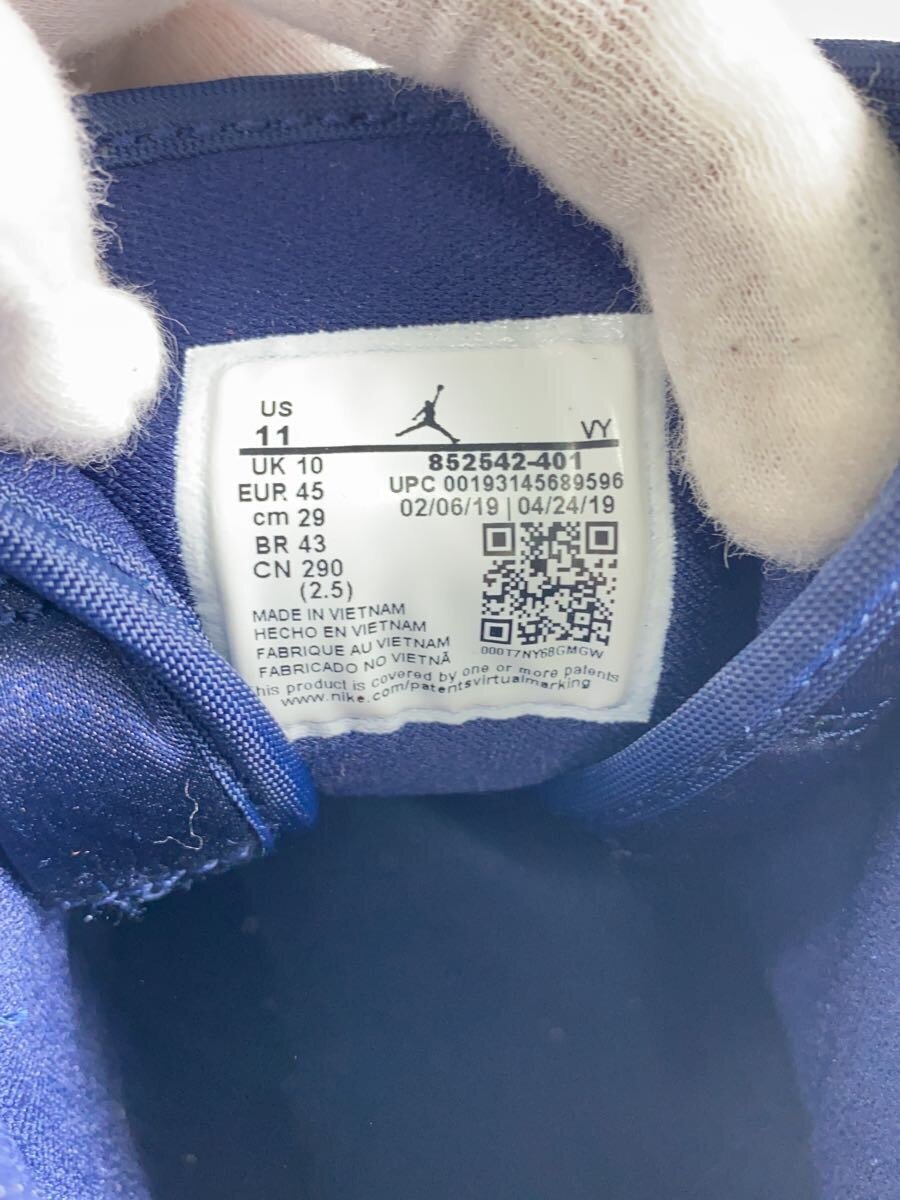 US
11
VY
UK 10
EUR 45
cm 29
BR 43
CN 290
(2.5)
852542-401
UPC 00193145689596
02/06/19 | 04/24/19
000T7NY68GMGW
MADE IN VIETNAM
HECHO EN VIETNAM
FABRIQUE AU VIETNAM
FABRICADO NO VIETNÃ
his product is covered by one or more patents
www.nike.com/patentsvirtualmarking